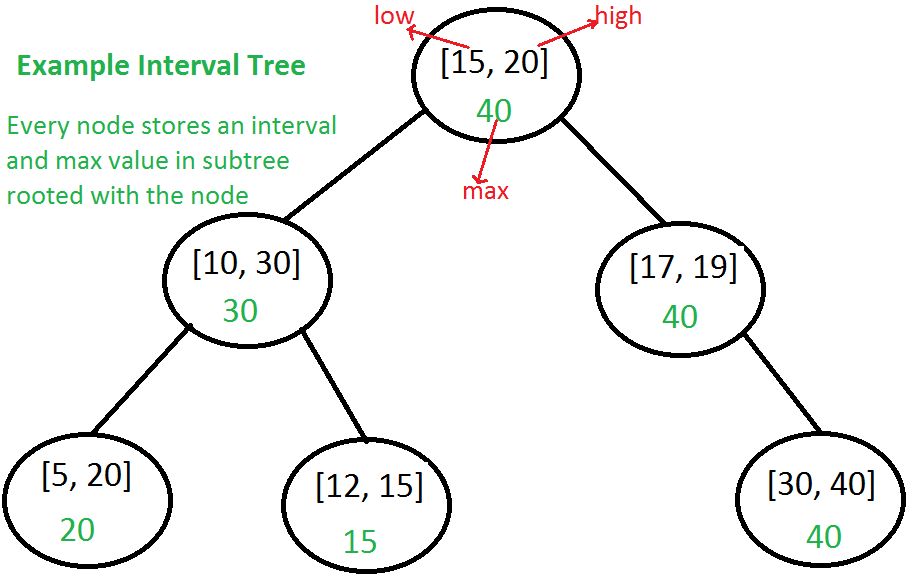 low
high
Example Interval Tree
[15, 20]
40
Every node stores an interval
and max value in subtree
rooted with the node
max
[10, 30]
30
[17, 19]
40
[5, 20]
20
[12, 15]
15
[30, 40]
40